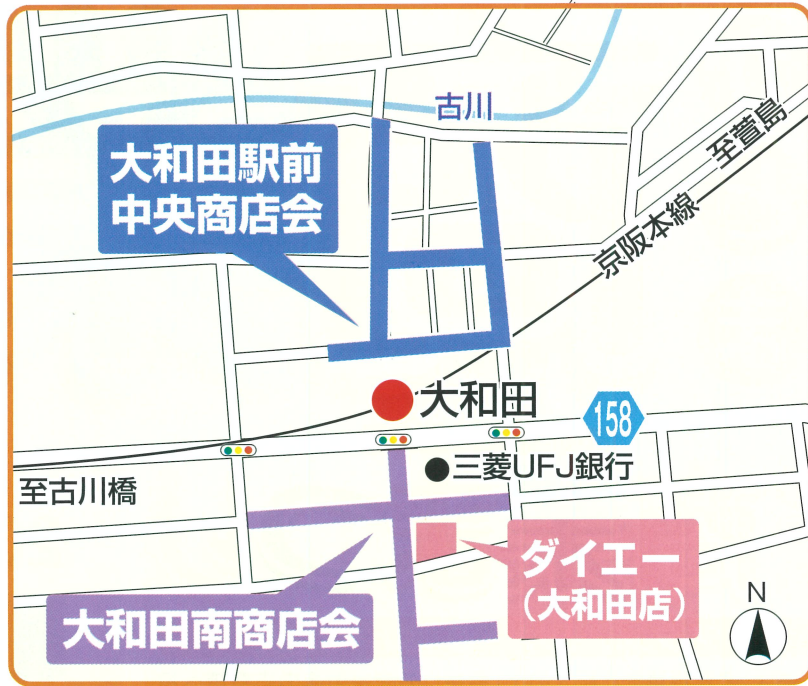 古川
至萱島
大和田駅前
中央商店会
京阪本線
大和田
158
三菱UFJ銀行
至古川橋
ダイエー
（大和田店）
大和田南商店会
N